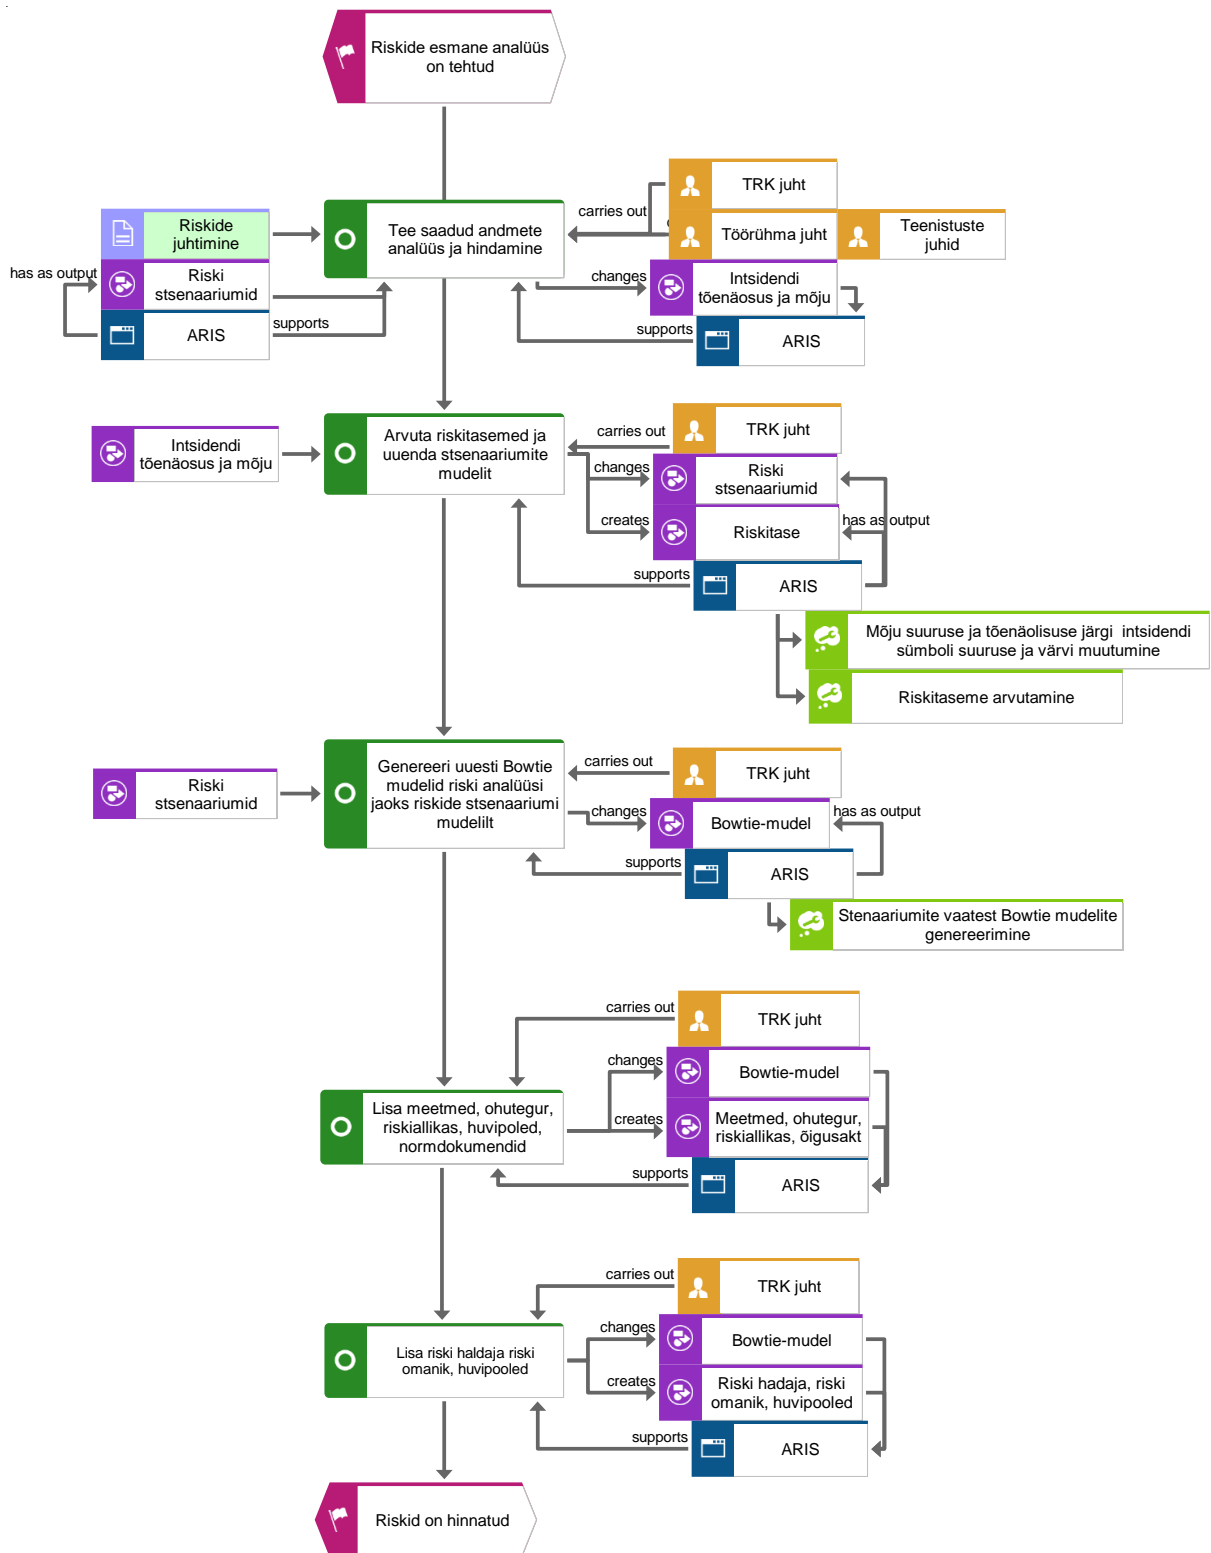 Riskide esmane analüüs
on tehtud
TRK juht
carries out
Riskide
juhtimine
Tee saadud andmete
analüüs ja hindamine
Töörühma juht
Teenistuste
juhid
has as output
Riski
stsenaariumid
changes
Intsidendi
tõenäosus ja mõju
ARIS
supports
supports
ARIS
Intsidendi
tõenäosus ja mõju
Arvuta riskitasemed ja
uuenda stsenaariumite
mudelit
carries out
TRK juht
changes
Riski
stsenaariumid
creates
Riskitase
has as output
supports
ARIS
Mõju suuruse ja tõenäolisuse järgi  intsidendi
sümboli suuruse ja värvi muutumine
Riskitaseme arvutamine
Riski
stsenaariumid
Genereeri uuesti Bowtie
mudelid riski analüüsi
jaoks riskide stsenaariumi
mudelilt
carries out
TRK juht
changes
Bowtie-mudel
has as output
supports
ARIS
Stenaariumite vaatest Bowtie mudelite
genereerimine
carries out
TRK juht
changes
Bowtie-mudel
Lisa meetmed, ohutegur,
riskiallikas, huvipoled,
normdokumendid
creates
Meetmed, ohutegur,
riskiallikas, õigusakt
supports
ARIS
carries out
TRK juht
changes
Bowtie-mudel
Lisa riski haldaja riski
omanik, huvipooled
creates
Riski hadaja, riski
omanik, huvipooled
supports
ARIS
Riskid on hinnatud